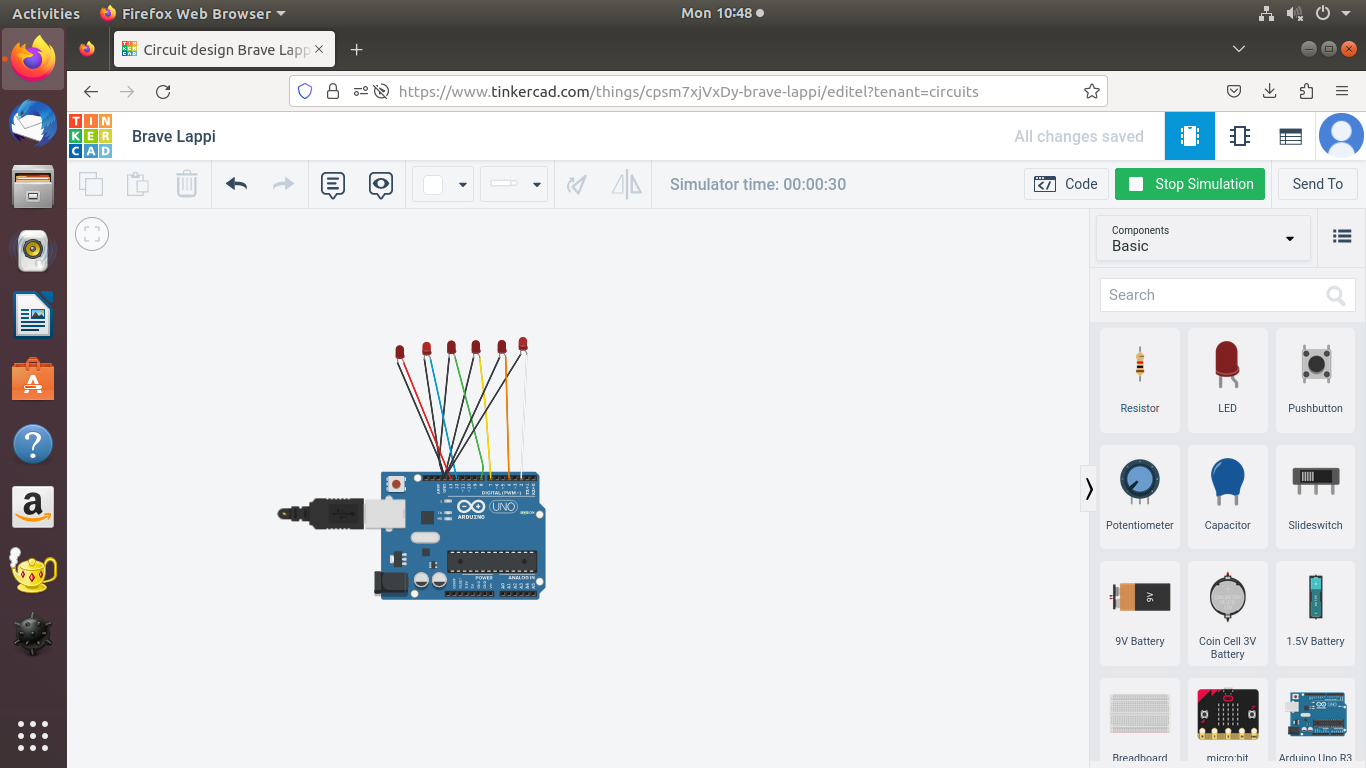 Activities
Firefox Web Browser
Mon 10:48
Circuit design Brave Lapp
https://www.tinkercad.com/things/cpsm7xjVxDy-brave-lappi/editel?tenant=circuits
TIN
KER
CAD
Brave Lappi
All changes saved
Simulator time: 00:00:30
Code
Stop Simulation
Send To
Components
Basic
Search
Resistor
LED
Pushbutton
DIGITAL (PWM~)
UNO
ARDUINO
POWER
ANALOG IN
Potentiometer
Capacitor
Slideswitch
9V
9V Battery
Coin Cell 3V
Battery
1.5V Battery
Breadboard
micro:bit
Arduino Uno R3